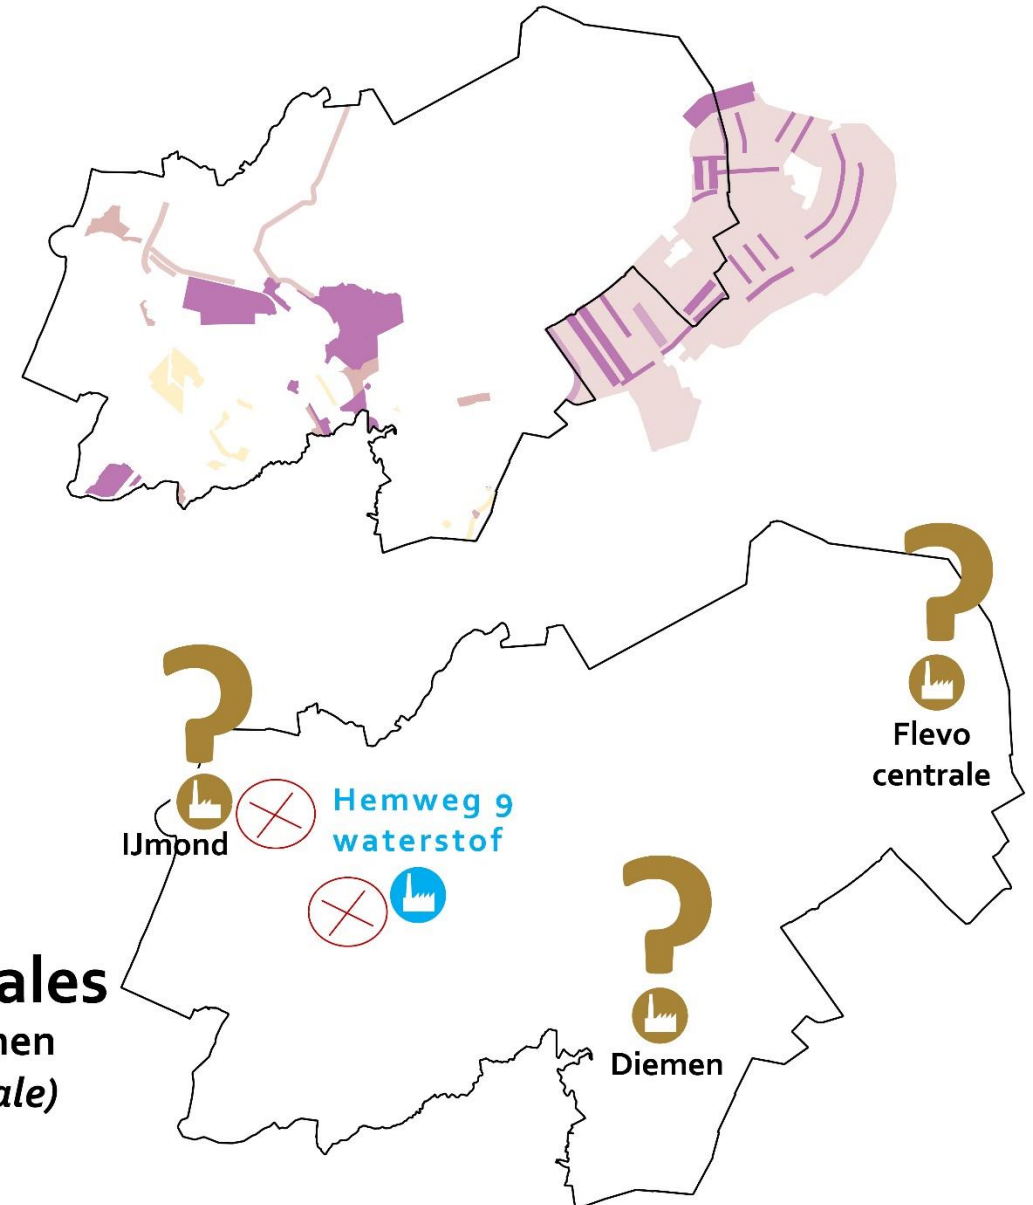 ?
Flevo
centrale
?
IJmond
Hemweg 9
waterstof
?
Diemen
ales
nen
ale)